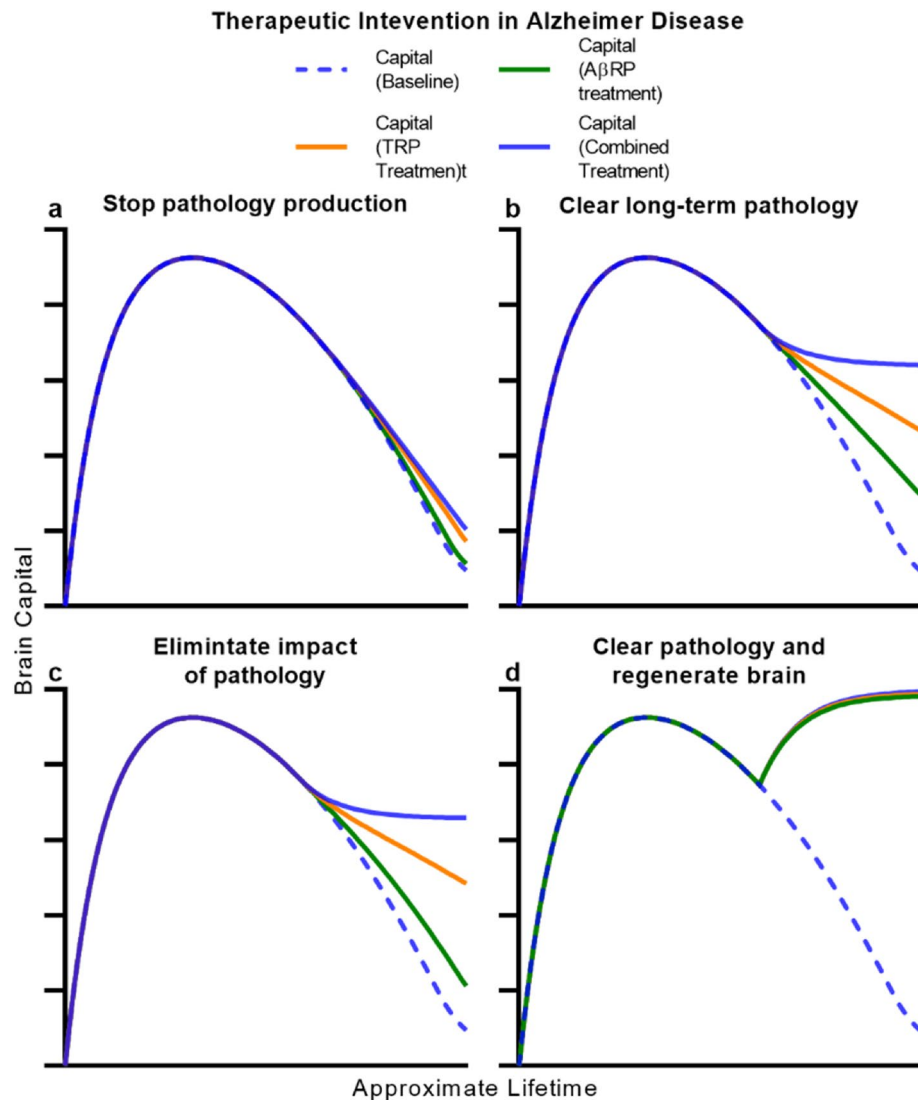 Therapeutic Intevention in Alzheimer Disease
Capital
(Baseline)
Capital
(AβRP
treatment)
Capital
(TRP
Treatmen)t
Capital
(Combined
Treatment)
a
Stop pathology production
b
Clear long-term pathology
Brain Capital
c
Elimintate impact
of pathology
d
Clear pathology and
regenerate brain
Approximate Lifetime